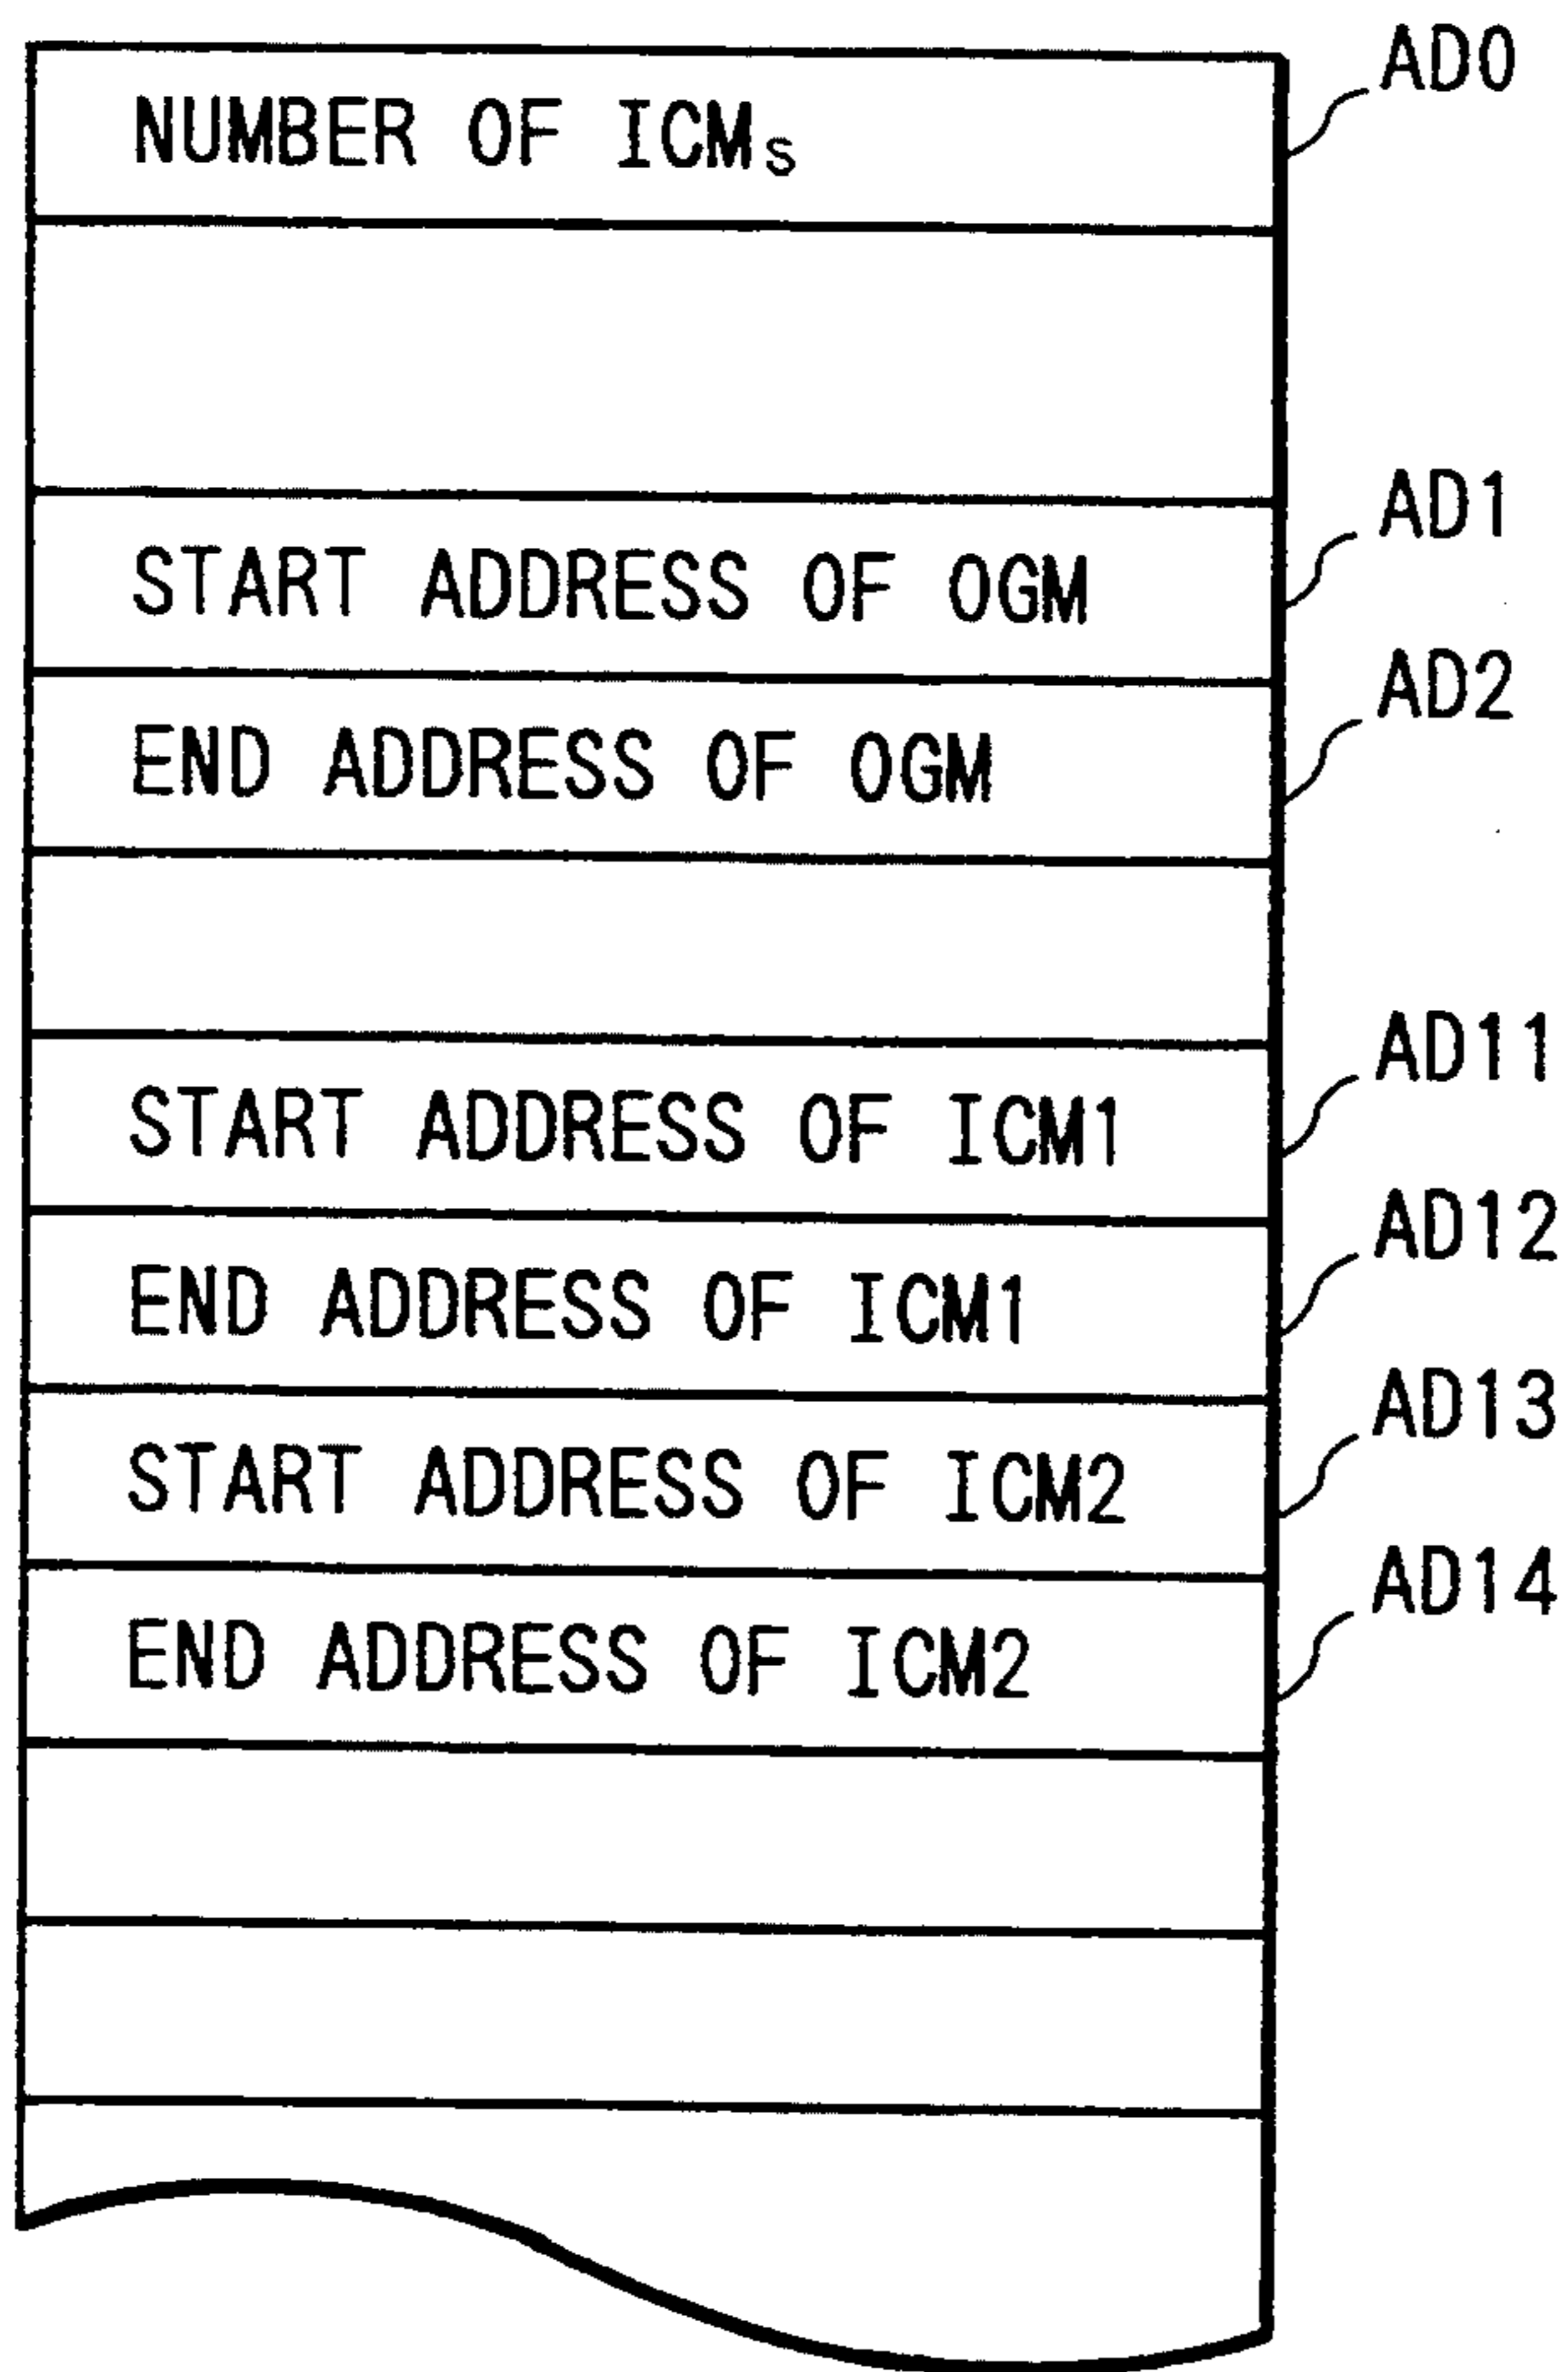 NUMBER OF ICMs AD0
START ADDRESS OF OGM AD1
END ADDRESS OF OGM AD2
START ADDRESS OF ICM1 AD11
END ADDRESS OF ICM1 AD12
START ADDRESS OF ICM2 AD13
END ADDRESS OF ICM2 AD14